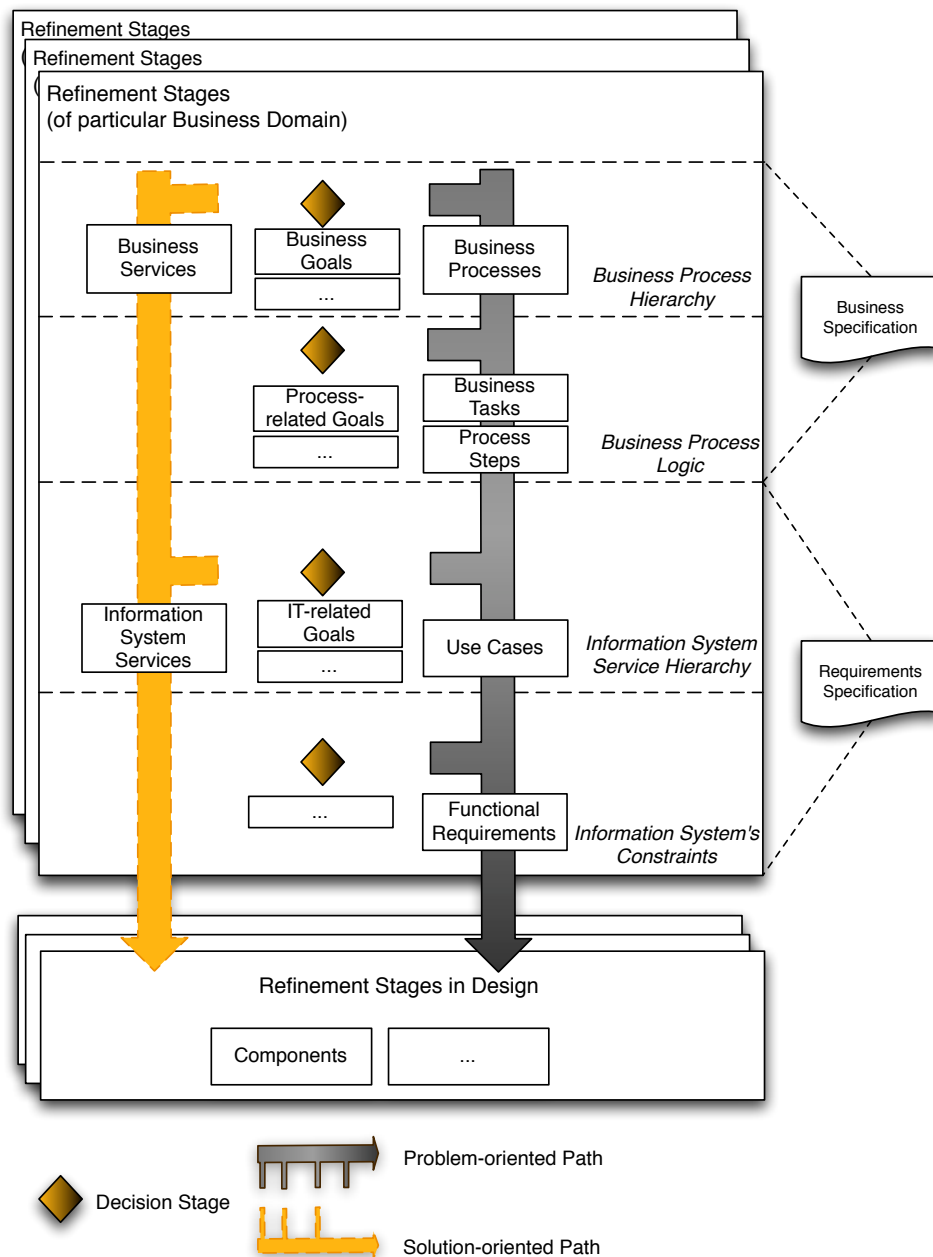 Refinement Stages
(
Refinement Stages
(
Refinement Stages
(of particular Business Domain)
Business
Services
Business
Goals
...
Business
Processes
Business Process
Hierarchy
Business
Specification
Process-
related Goals
...
Business
Tasks
Process
Steps
Business Process
Logic
Information
System
Services
IT-related
Goals
...
Use Cases
Information System
Service Hierarchy
Requirements
Specification
...
Functional
Requirements
Information System's
Constraints
Refinement Stages in Design
Components
...
Decision Stage
Problem-oriented Path
Solution-oriented Path